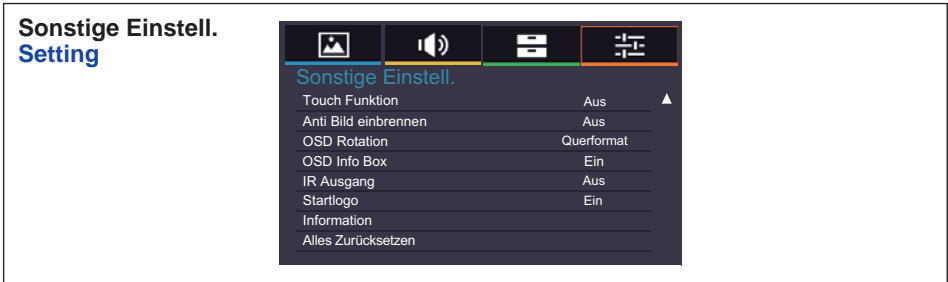 Sonstige Einstell.
Setting
Sonstige Einstell.
Touch Funktion Aus
Anti Bild einbrennen Aus
OSD Rotation Querformat
OSD Info Box Ein
IR Ausgang Aus
Startlogo Ein
Information
Alles Zurücksetzen